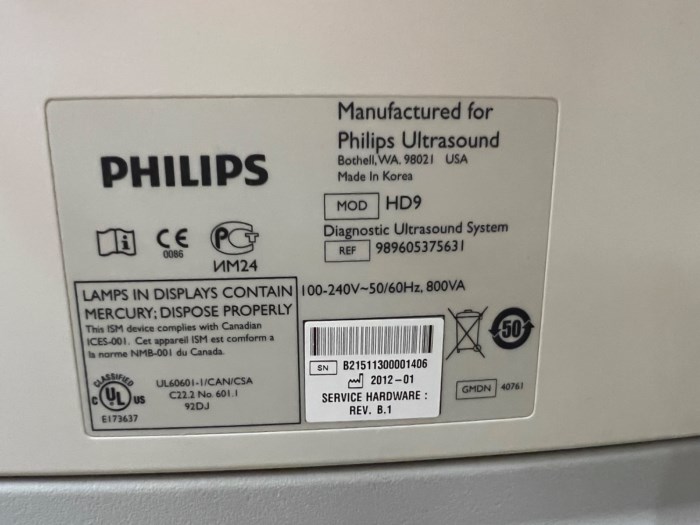 PHILIPS
Manufactured for
Philips Ultrasound
Bothell, WA. 98021 USA
Made In Korea
MOD HD9
Diagnostic Ultrasound System
REF 989605375631
i
CE
0086
РСТ
ИМ24
100-240V~50/60Hz, 800VA
LAMPS IN DISPLAYS CONTAIN
MERCURY; DISPOSE PROPERLY
This ISM device complies with Canadian
ICES-001. Cet appareil ISM est conform a
la norme NMB-001 du Canada.
CLASSIFIED
C UL US
E173637
UL60601-1/CAN/CSA
C22.2 No. 601.1
92DJ
SN B21511300001406
2012-01
SERVICE HARDWARE :
REV. B.1
50
GMDN 40761